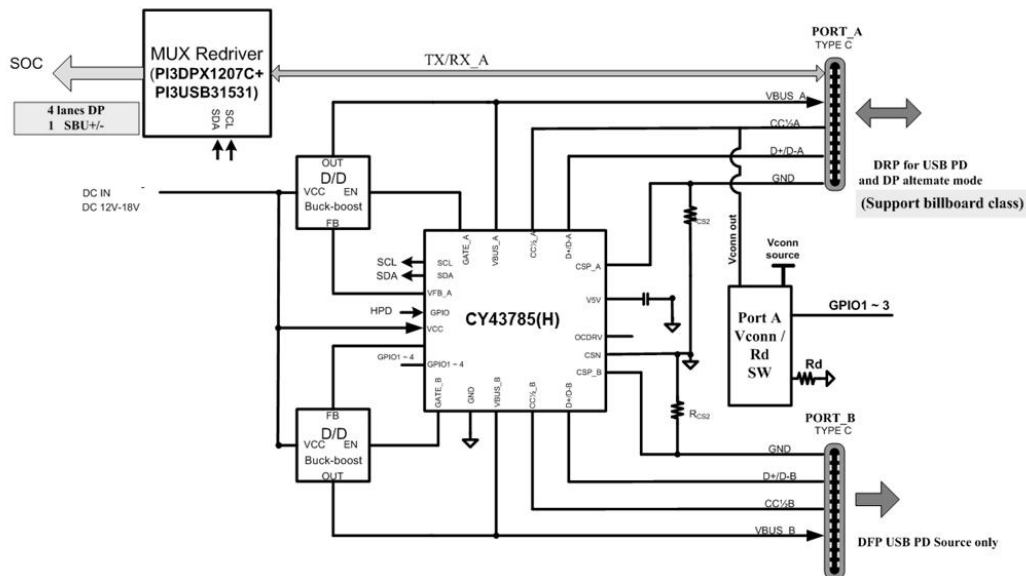 SOC
MUX Redriver
(PI3DPX1207C+
PI3USB31531)
SDA
SCL
4 lanes DP
1 SBU+/-
TX/RX_A
PORT_A
TYPE C
VBUS_A
CC½A
D+/D-A
GND
DRP for USB PD
and DP altemate mode
(Support billboard class)
DC IN
DC 12V-18V
OUT
D/D
VCC EN
Buck-boost
FB
GATE_A
VBUS_A
CC½_A
D+/D-A
SCL
SDA
SCL
SDA
VFB_A
HPD
GPIO
VCC
GPIO1 ~ 4
GPIO1 ~ 4
CY43785(H)
CSP_A
V5V
OCDRV
CSN
CSP_B
GATE_B
GND
VBUS_B
CC½_B
D+/D-B
CS2
RCS2
Vconn out
Vconn
source
Port A
Vconn /
Rd
SW
GPIO1 ~ 3
Rd
FB
D/D
VCC EN
Buck-boost
OUT
PORT_B
TYPE C
GND
D+/D-B
CC½B
VBUS_B
DFP USB PD Source only